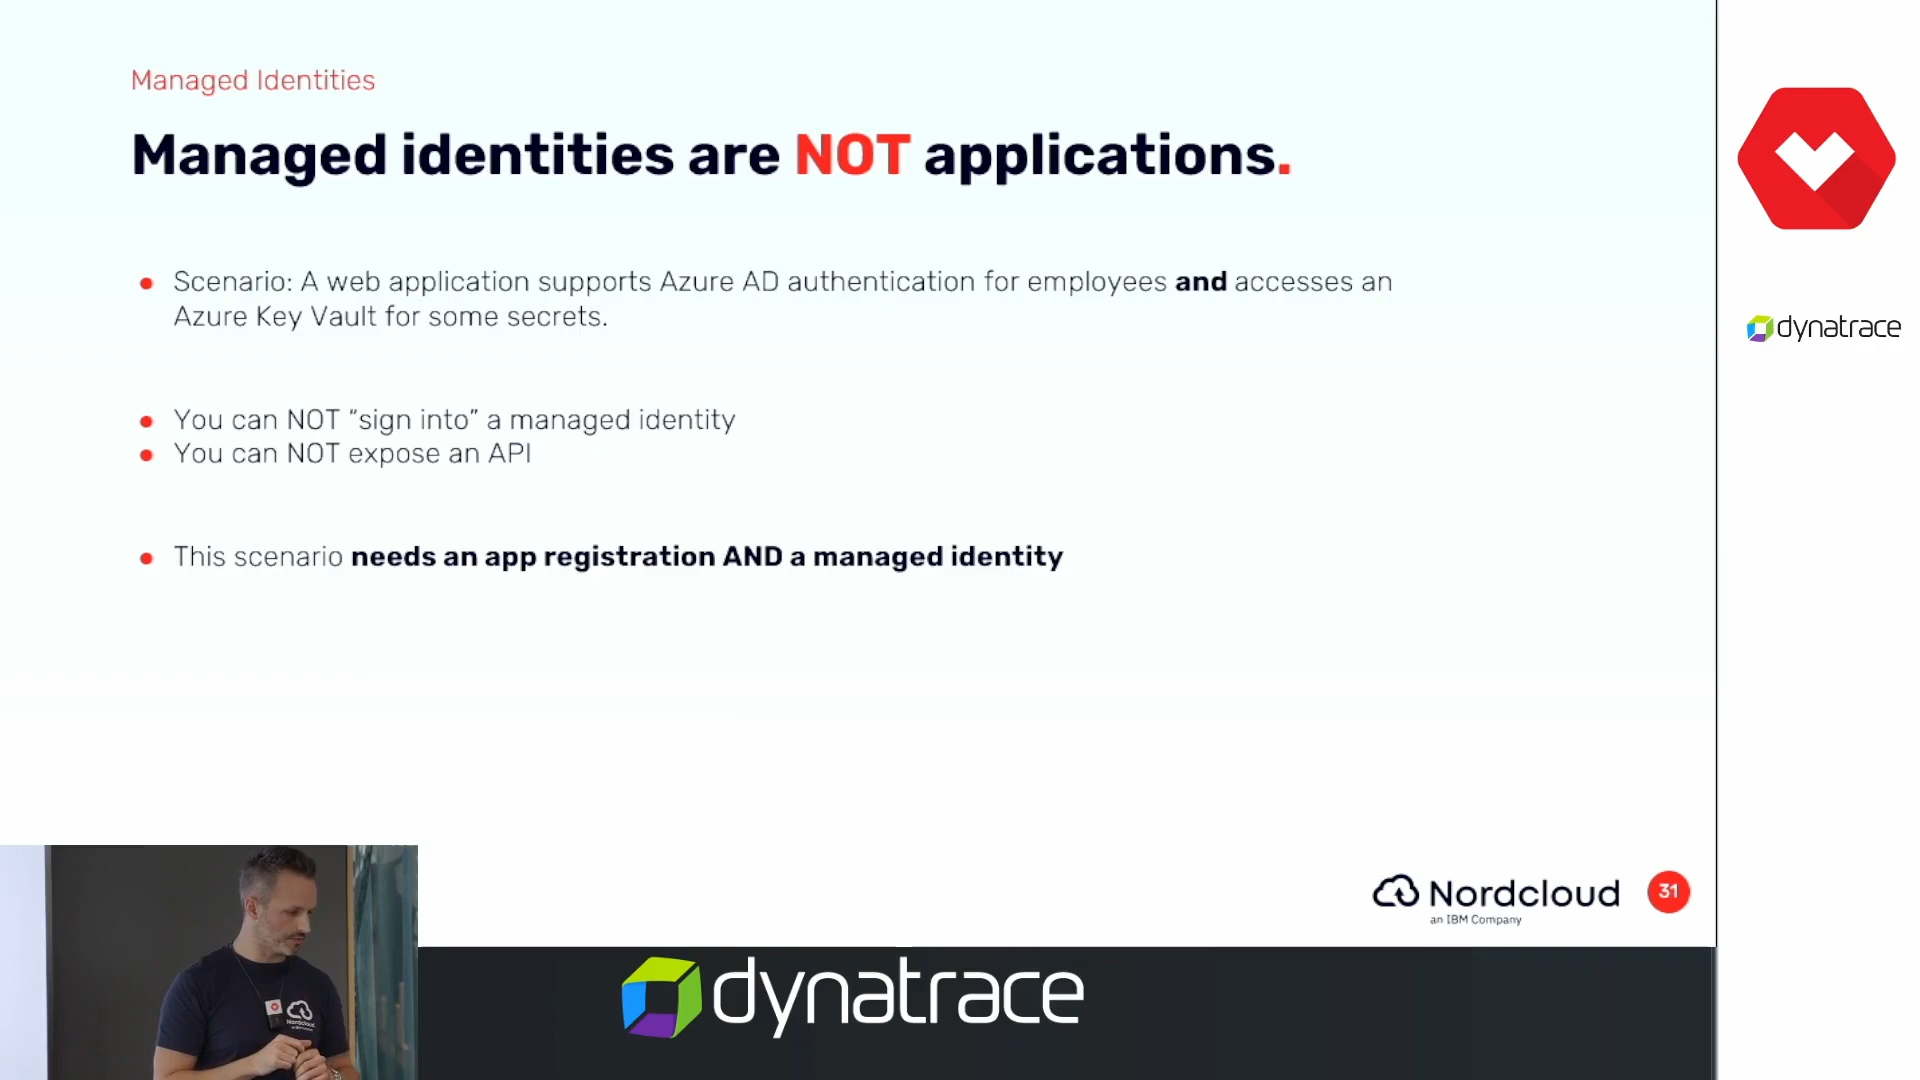 Managed Identities
Managed identities are NOT applications.
Scenario: A web application supports Azure AD authentication for employees and accesses an
Azure Key Vault for some secrets.
You can NOT “sign into” a managed identity
You can NOT expose an API
This scenario needs an app registration AND a managed identity
Nordcloud
an IBM Company
31
dynatrace
dynatrace
Nordcloud